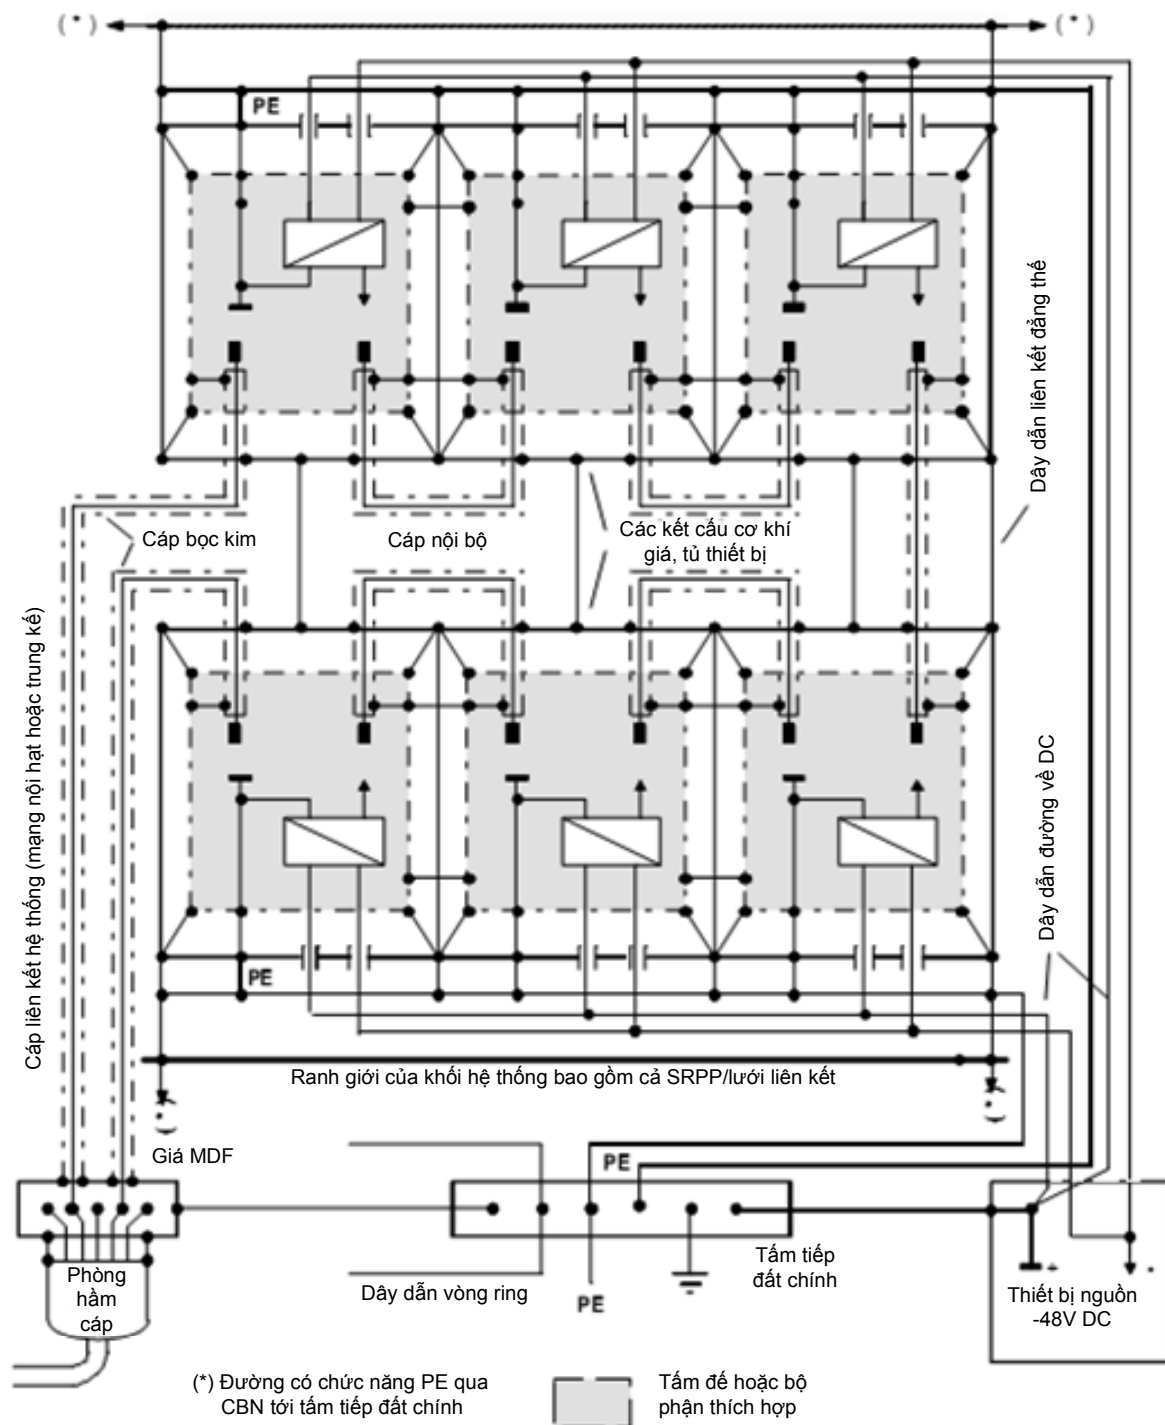 ( * )
( * )
PE
Dây dẫn liên kết đẳng thế
Cáp bọc kim
Cáp nội bộ
Các kết cấu cơ khí
giá, tủ thiết bị
Cáp liên kết hệ thống (mạng nội hạt hoặc trung kế)
Dây dẫn đường về DC
PE
Ranh giới của khối hệ thống bao gồm cả SRPP/lưới liên kết
( * )
( * )
Giá MDF
PE
Tấm tiếp
đất chính
Phòng
hầm
cáp
Dây dẫn vòng ring
PE
+
-
Thiết bị nguồn
-48V DC
(*) Đường có chức năng PE qua
CBN tới tấm tiếp đất chính
Tấm đế hoặc bộ
phận thích hợp